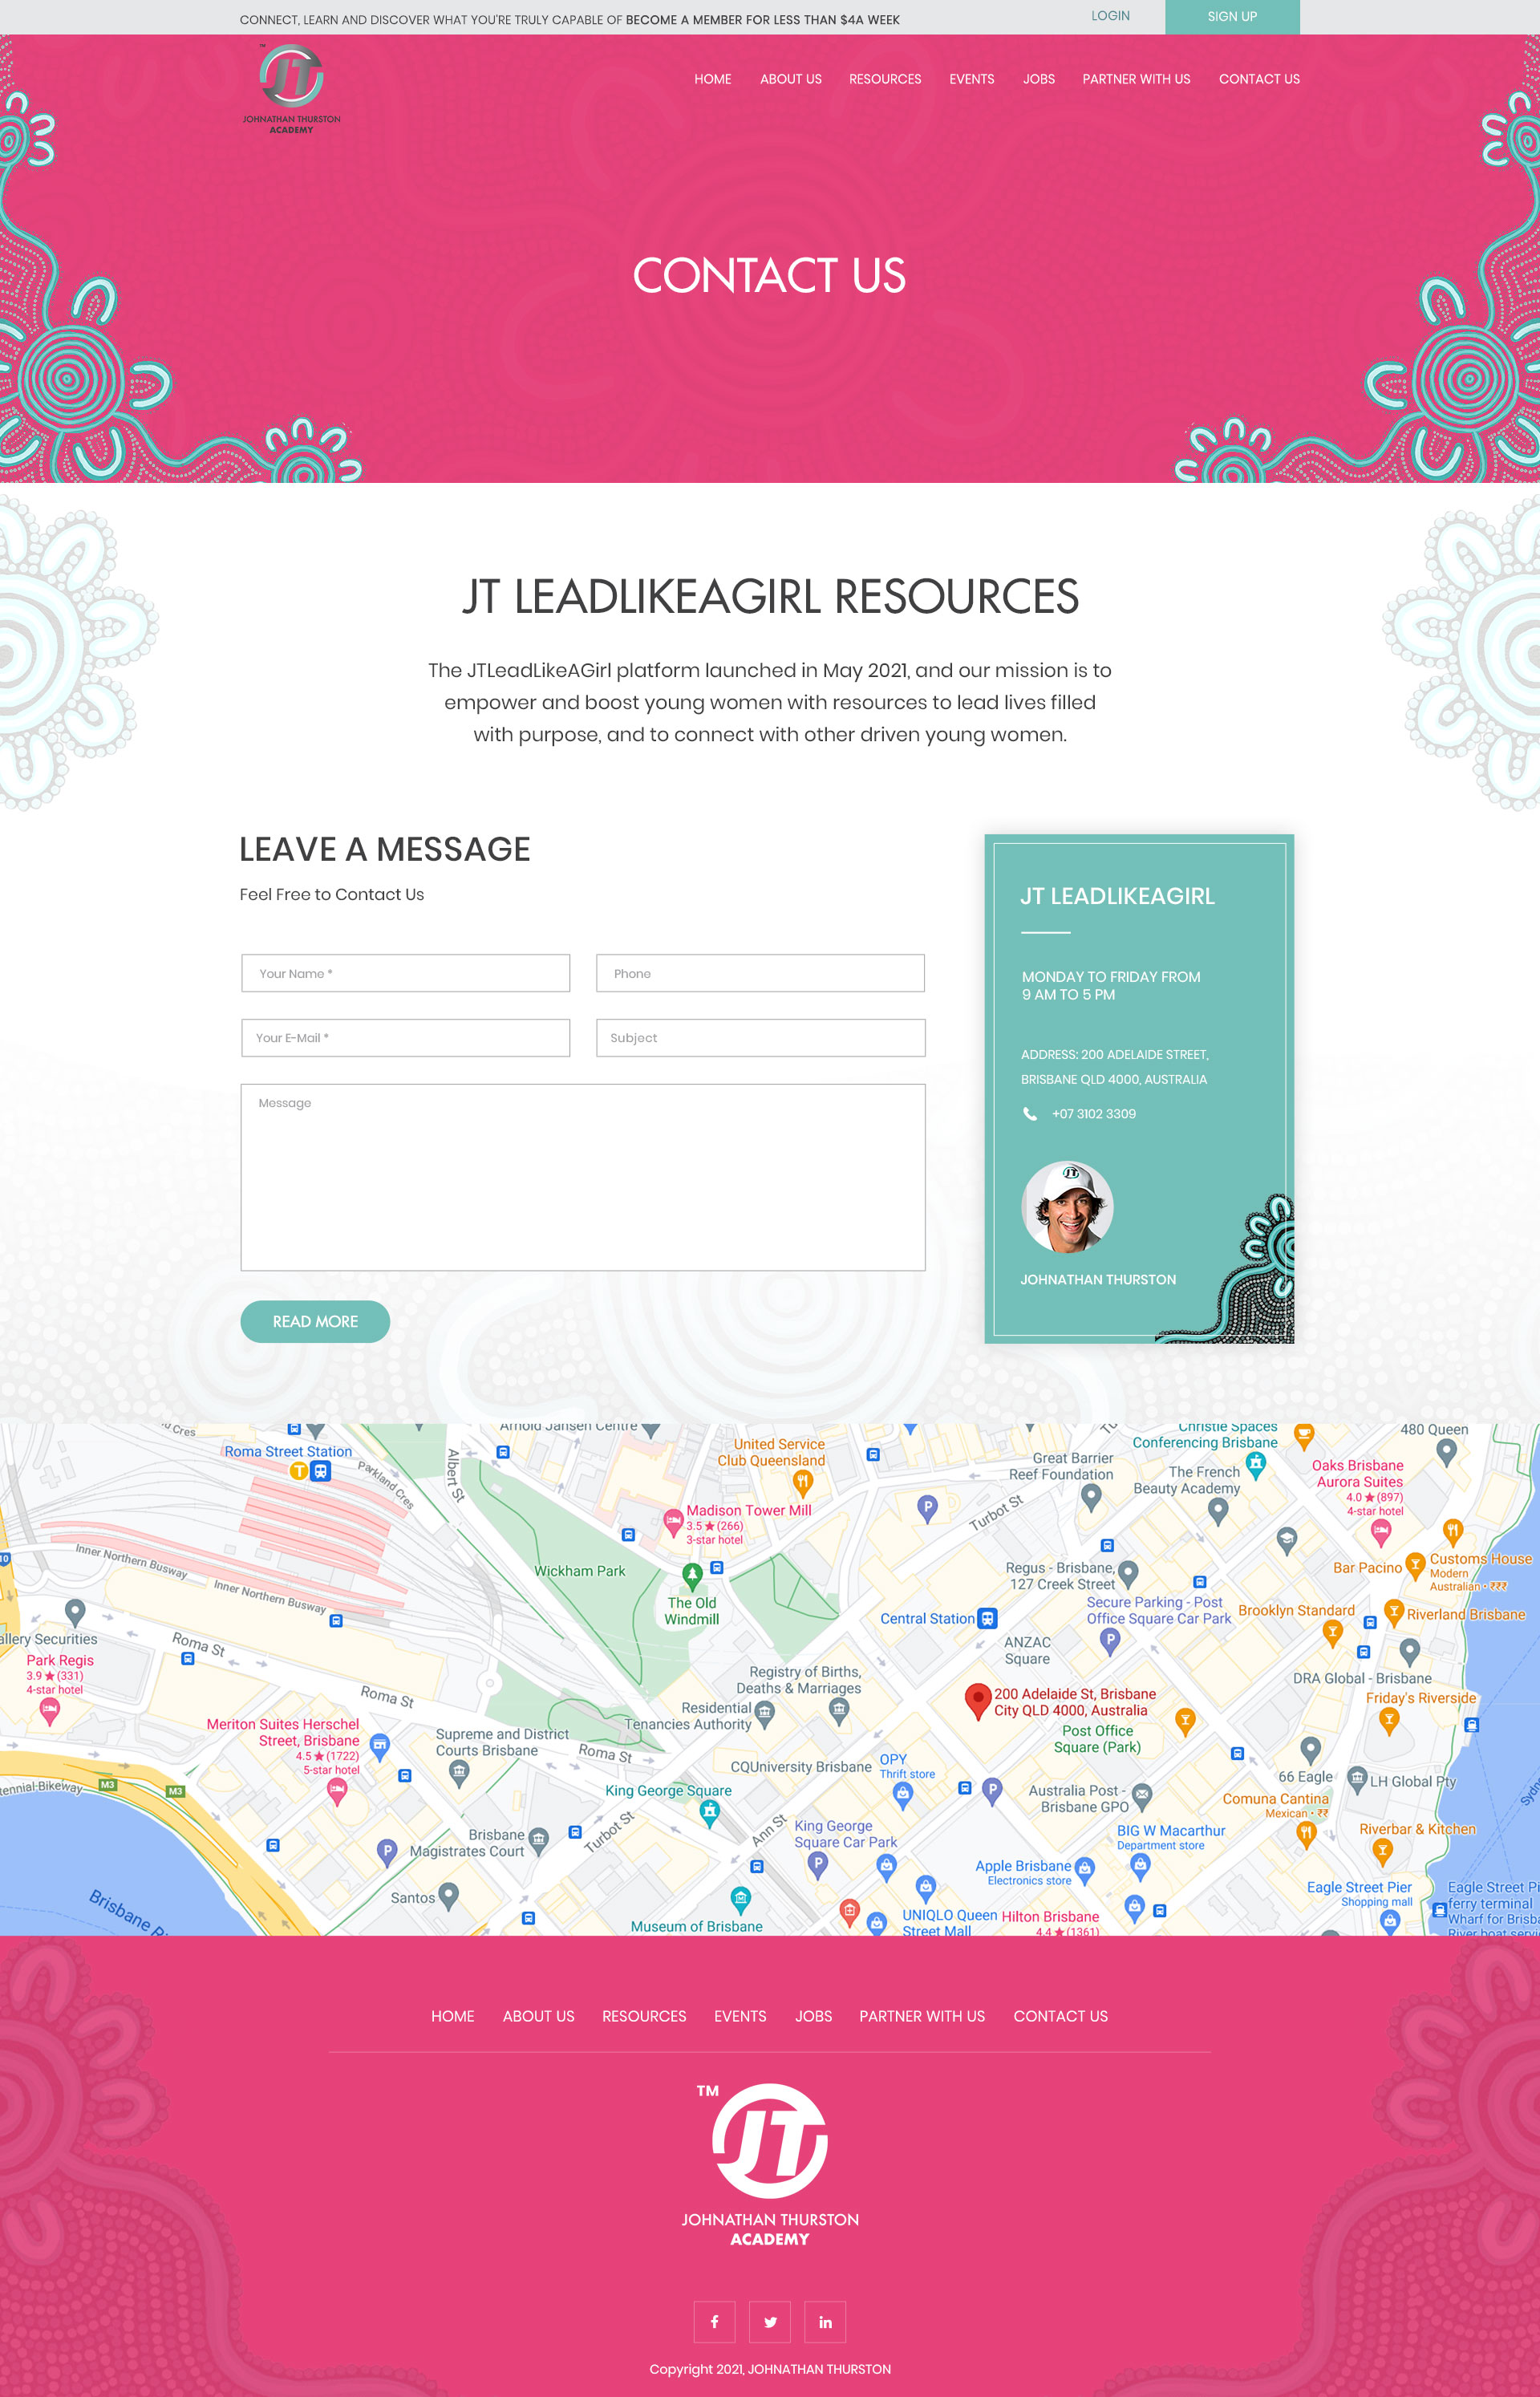 CONNECT, LEARN AND DISCOVER WHAT YOU'RE TRULY CAPABLE OF BECOME A MEMBER FOR LESS THAN $4A WEEK
LOGIN
SIGN UP
TM
JT
JOHNATHAN THURSTON
ACADEMY
HOME
ABOUT US
RESOURCES
EVENTS
JOBS
PARTNER WITH US
CONTACT US
CONTACT US
JT LEADLIKEAGIRL RESOURCES
The JTLeadLikeAGirl platform launched in May 2021, and our mission is to
empower and boost young women with resources to lead lives filled
with purpose, and to connect with other driven young women.
LEAVE A MESSAGE
Feel Free to Contact Us
Your Name *
Phone
Your E-Mail *
Subject
Message
READ MORE
JT LEADLIKEAGIRL
MONDAY TO FRIDAY FROM
9 AM TO 5 PM
ADDRESS: 200 ADELAIDE STREET,
BRISBANE QLD 4000, AUSTRALIA
+07 3102 3309
JT
JOHNATHAN THURSTON
Cres
Roma Street Station
T
Parkland Cres
Albert St
Arnold Jansen Centre
United Service
Club Queensland
Great Barrier
Reef Foundation
Christie Spaces
Conferencing Brisbane
The French
Beauty Academy
480 Queen
Oaks Brisbane
Aurora Suites
4.0 ★ (897)
4-star hotel
Madison Tower Mill
3.5 ★ (266)
3-star hotel
P
Turbot St
Inner Northern Busway
Inner Northern Busway
Wickham Park
The Old
Windmill
Regus - Brisbane,
127 Creek Street
Bar Pacino
Customs House
Modern
Australian • ₹₹₹
Secure Parking - Post
Office Square Car Park
P
Brooklyn Standard
Riverland Brisbane
Central Station
ANZAC
Square
allery Securities
Park Regis
3.9 ★ (331)
4-star hotel
Roma St
Roma St
Registry of Births,
Deaths & Marriages
Residential
Tenancies Authority
DRA Global - Brisbane
Friday's Riverside
200 Adelaide St, Brisbane
City QLD 4000, Australia
Post Office
Square (Park)
Meriton Suites Herschel
Street, Brisbane
4.5 ★ (1722)
5-star hotel
Supreme and District
Courts Brisbane
Roma St
CQUniversity Brisbane
OPY
Thrift store
P
66 Eagle
LH Global Pty
tennial Bikeway
M3
M3
King George Square
Australia Post -
Brisbane GPO
Comuna Cantina
Mexican • ₹₹
Turbot St
Ann St
King George
Square Car Park
P
BIG W Macarthur
Department store
Riverbar & Kitchen
P
Brisbane
Magistrates Court
Apple Brisbane
Electronics store
Santos
Eagle Street Pier
Shopping mall
Brisbane
Museum of Brisbane
UNIQLO Queen
Street Mall
Hilton Brisbane
4.4 ★ (1361)
ferry terminal
Wharf for
River boat
HOME
ABOUT US
RESOURCES
EVENTS
JOBS
PARTNER WITH US
CONTACT US
TM
JT
JOHNATHAN THURSTON
ACADEMY
f
in
Copyright 2021, JOHNATHAN THURSTON